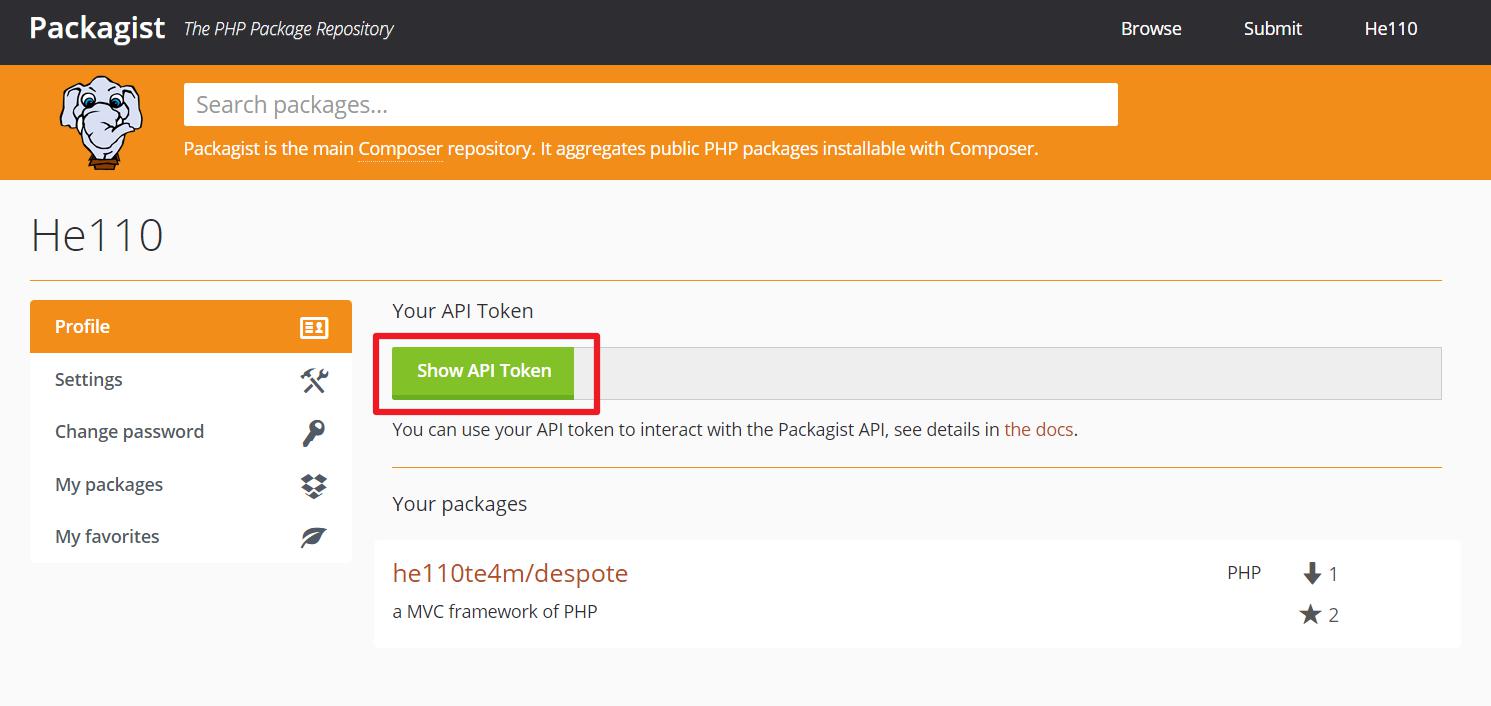 Packagist The PHP Package Repository Browse Submit He110
Search packages...
Packagist is the main Composer repository. It aggregates public PHP packages installable with Composer.
He110
Profile
Settings
Change password
My packages
My favorites
Your API Token
Show API Token
You can use your API token to interact with the Packagist API, see details in the docs.
Your packages
he110te4m/despote PHP 1
a MVC framework of PHP 2